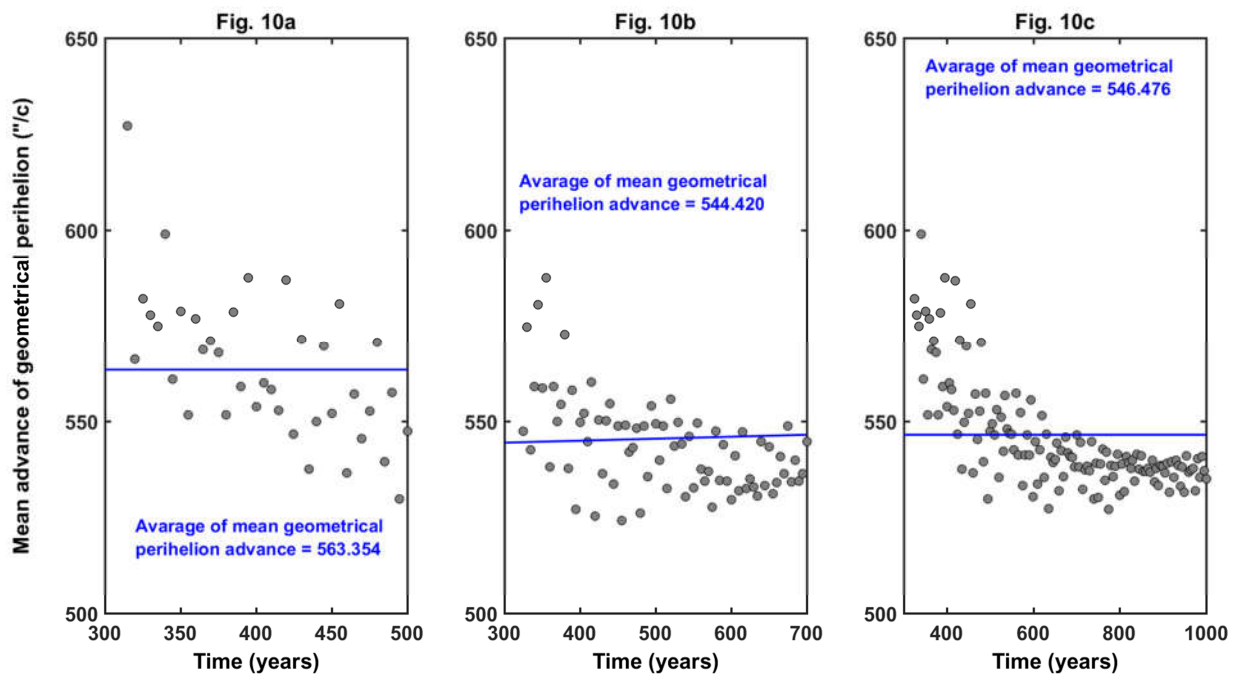 Fig. 10a
Fig. 10b
Fig. 10c
Mean advance of geometrical perihelion ("/c)
650
600
550
500
300 350 400 450 500
Time (years)
Avarage of mean geometrical
perihelion advance = 563.354
650
600
550
500
300 400 500 600 700
Time (years)
Avarage of mean geometrical
perihelion advance = 544.420
650
600
550
500
400 600 800 1000
Time (years)
Avarage of mean geometrical
perihelion advance = 546.476